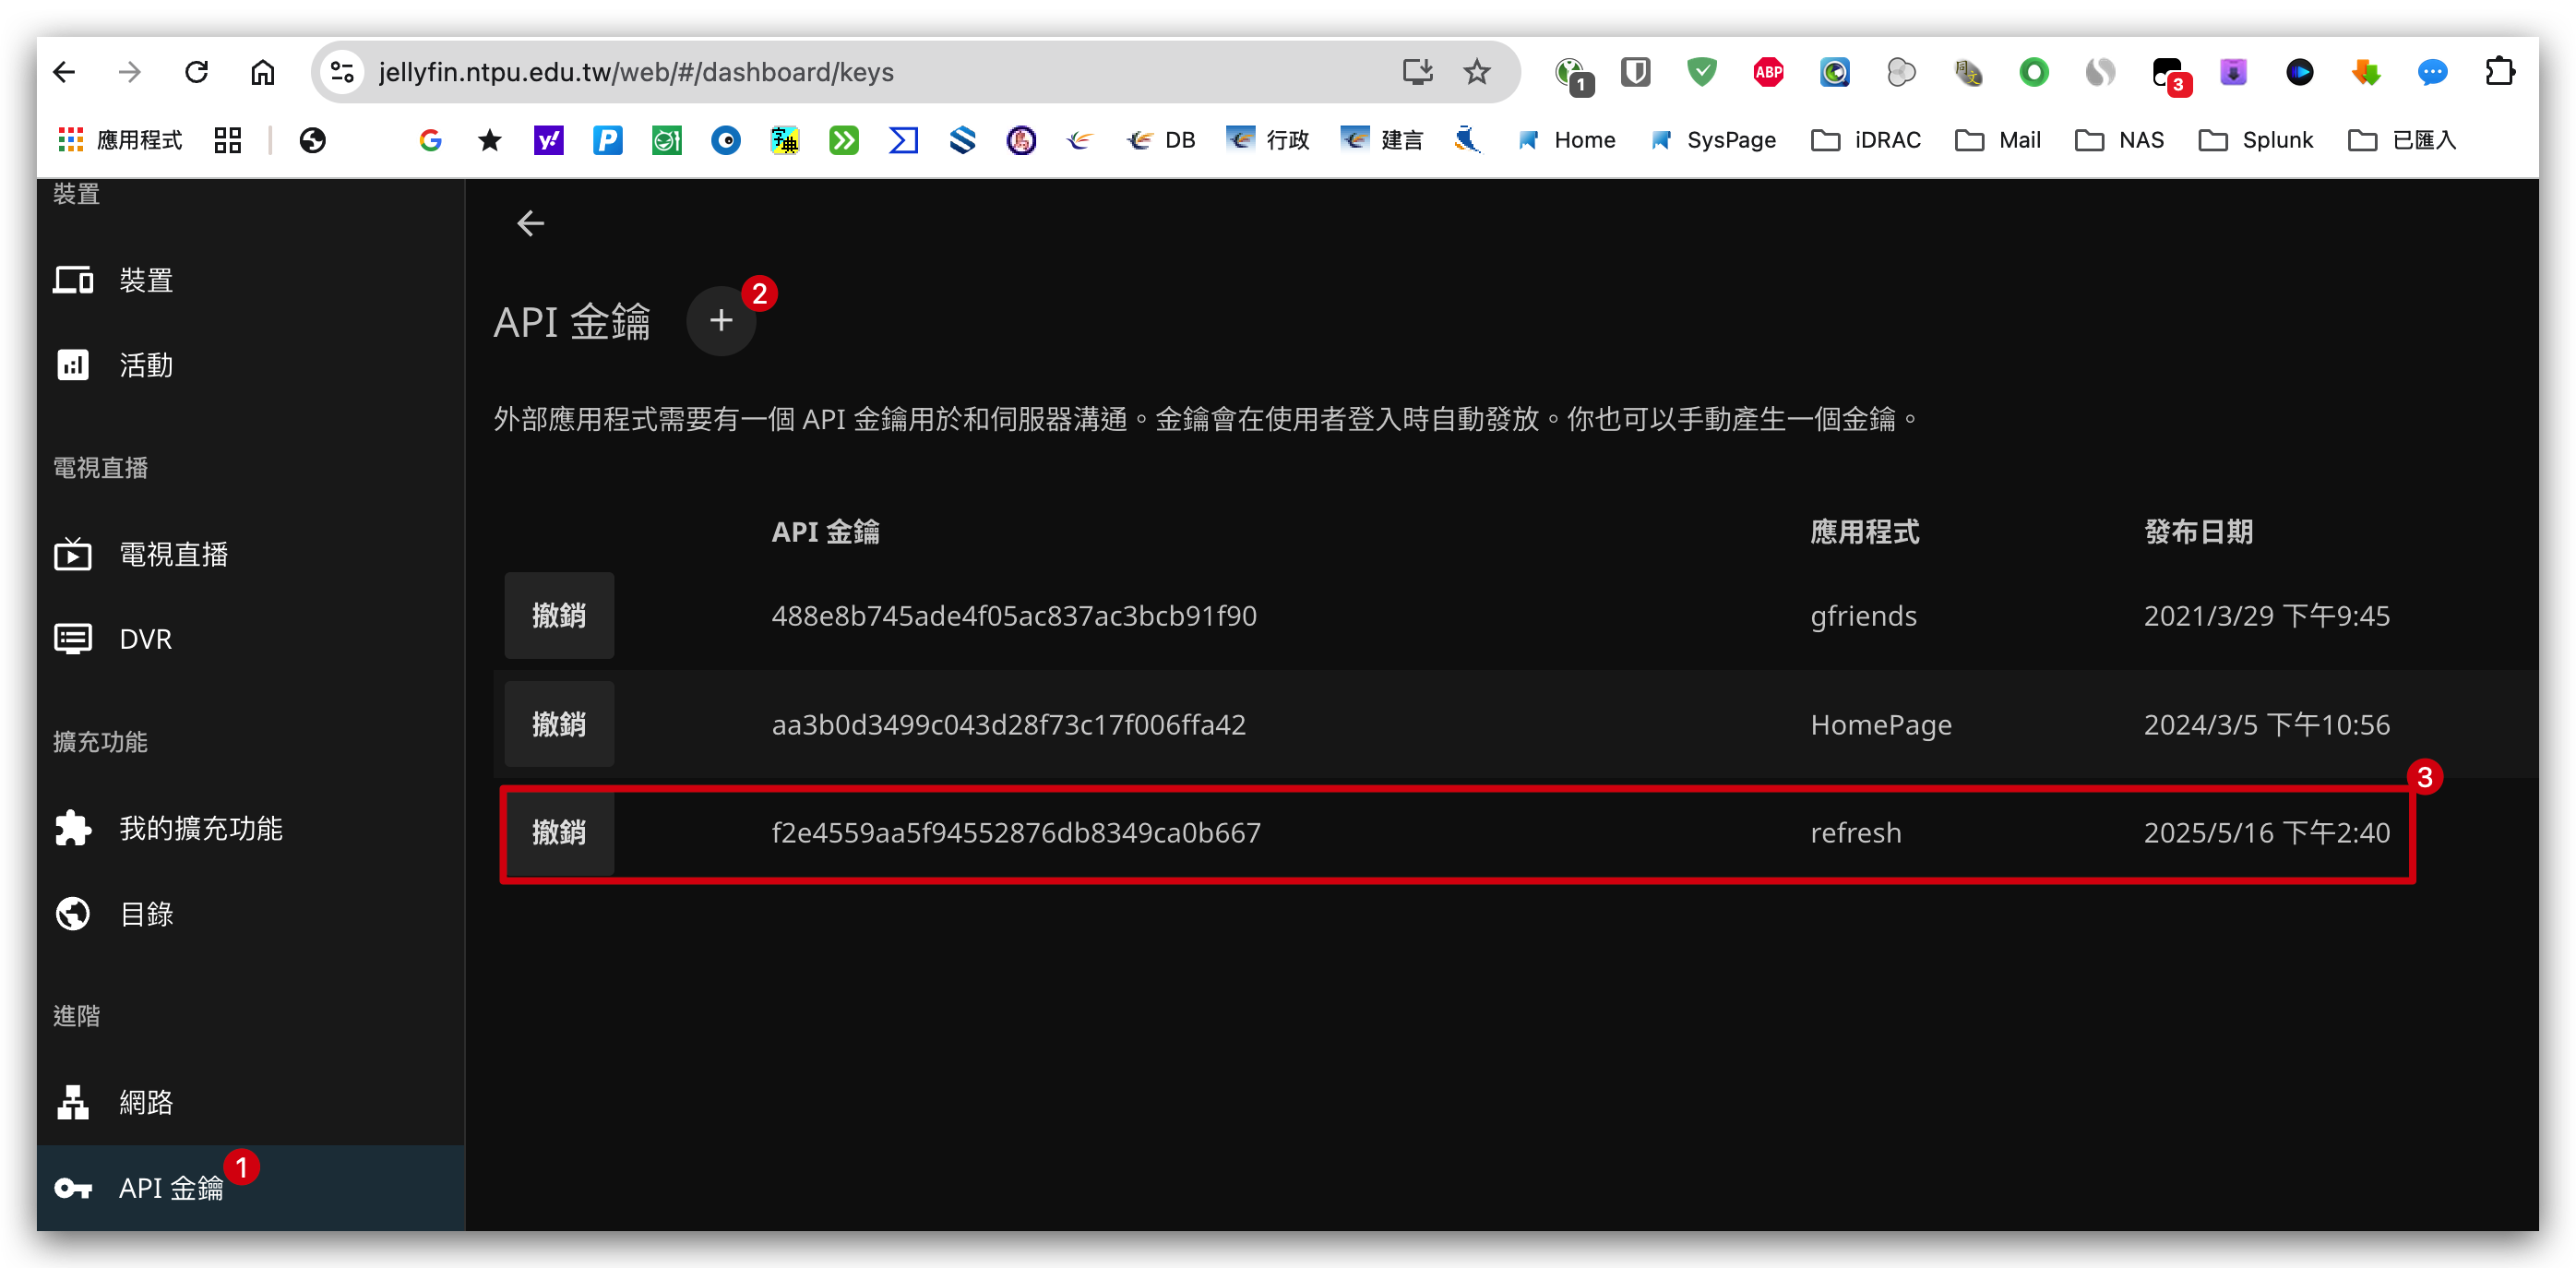 jellyfin.ntpu.edu.tw/web/#/dashboard/keys
1
ABP
3
應用程式
DB
行政
建言
Home
SysPage
iDRAC
Mail
NAS
Splunk
已匯入
裝置
裝置
活動
電視直播
電視直播
DVR
擴充功能
我的擴充功能
目錄
進階
網路
API 金鑰 1
API 金鑰 + 2
外部應用程式需要有一個 API 金鑰用於和伺服器溝通。金鑰會在使用者登入時自動發放。你也可以手動產生一個金鑰。
API 金鑰 應用程式 發布日期
撤銷 488e8b745ade4f05ac837ac3bcb91f90 gfriends 2021/3/29 下午9:45
撤銷 aa3b0d3499c043d28f73c17f006ffa42 HomePage 2024/3/5 下午10:56
3
撤銷 f2e4559aa5f94552876db8349ca0b667 refresh 2025/5/16 下午2:40